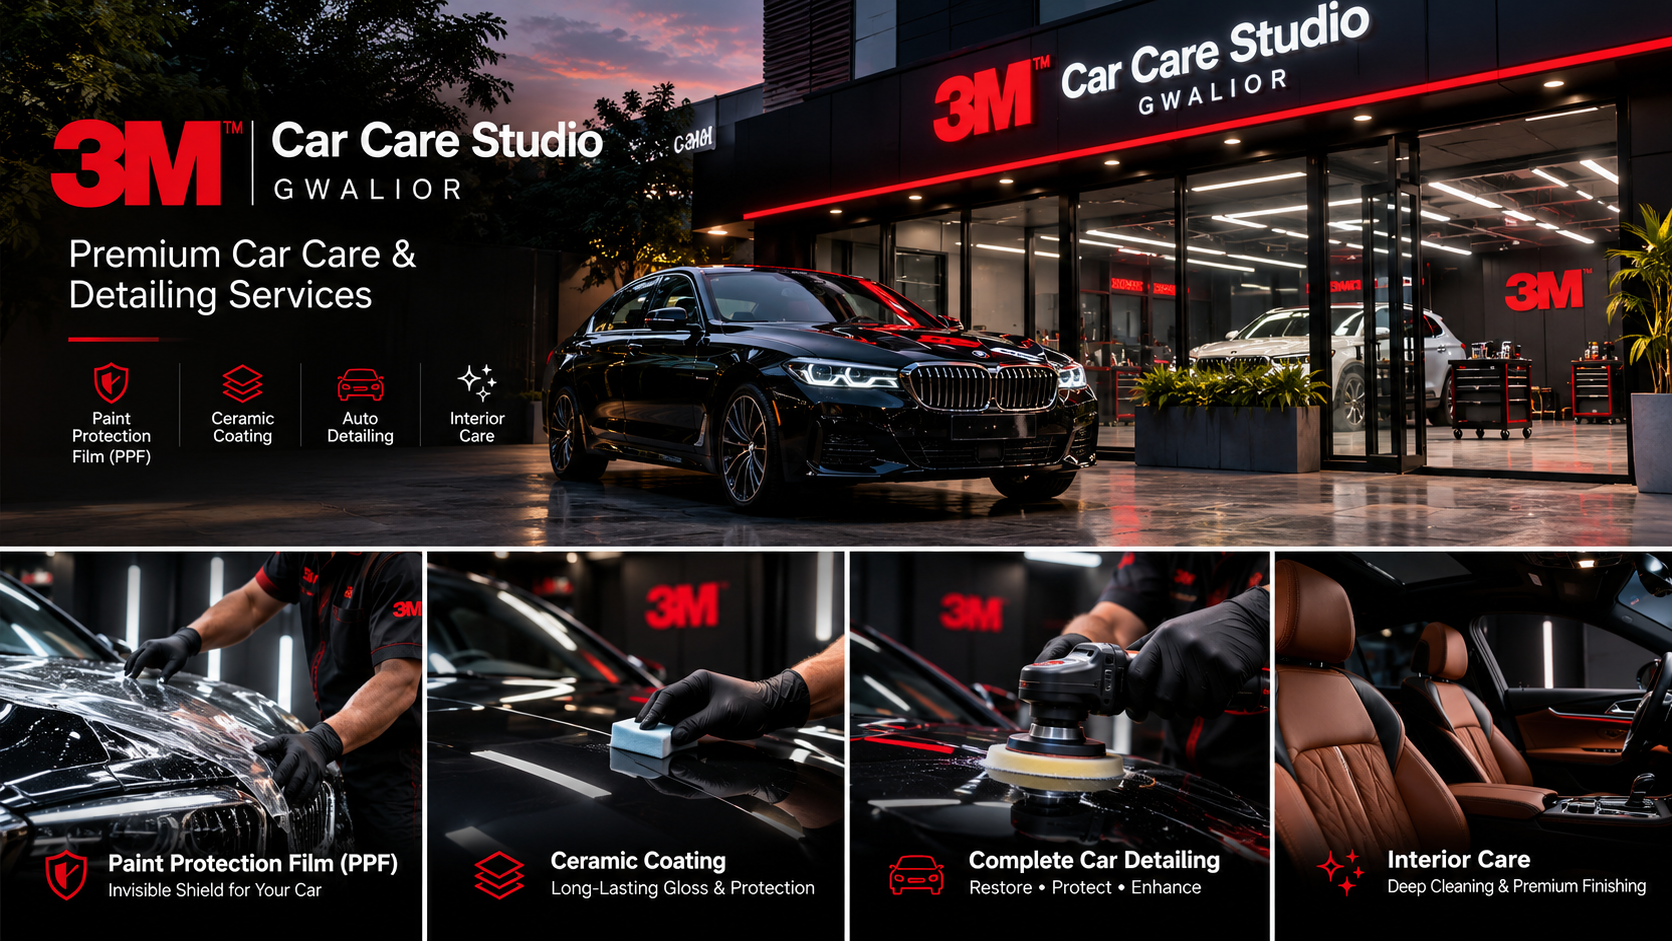 3M™
Car Care Studio
GWALIOR
Premium Car Care &
Detailing Services
Paint
Protection
Film (PPF)
Ceramic
Coating
Auto
Detailing
Interior
Care
3M™ Car Care Studio
GWALIOR
3M
3M
Paint Protection Film (PPF)
Invisible Shield for Your Car
3M
Ceramic Coating
Long-Lasting Gloss & Protection
3M
Complete Car Detailing
Restore • Protect • Enhance
Interior Care
Deep Cleaning & Premium Finishing